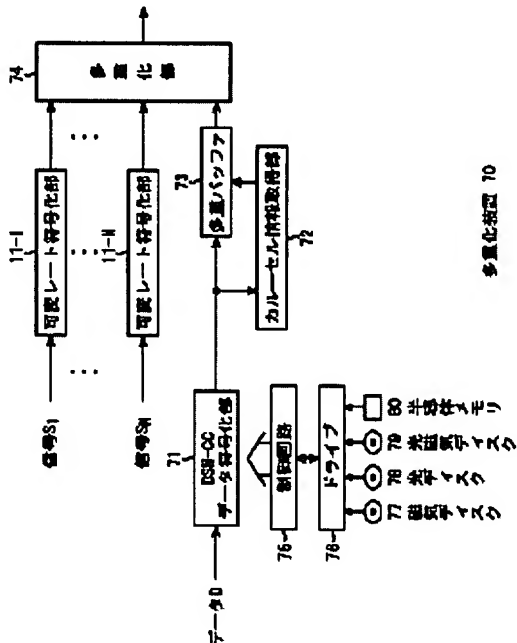 74
多重化部
11-1
可変レート符号化部
11-N
可変レート符号化部
73
多重バッファ
カルーセル情報取得部
72
信号S1
信号SN
71
DSM-CC
データ符号化部
データD
制御回路
ドライブ
76
80 半導体メモリ
79 光磁気ディスク
78 光ディスク
77 磁気ディスク
多重化装置 70